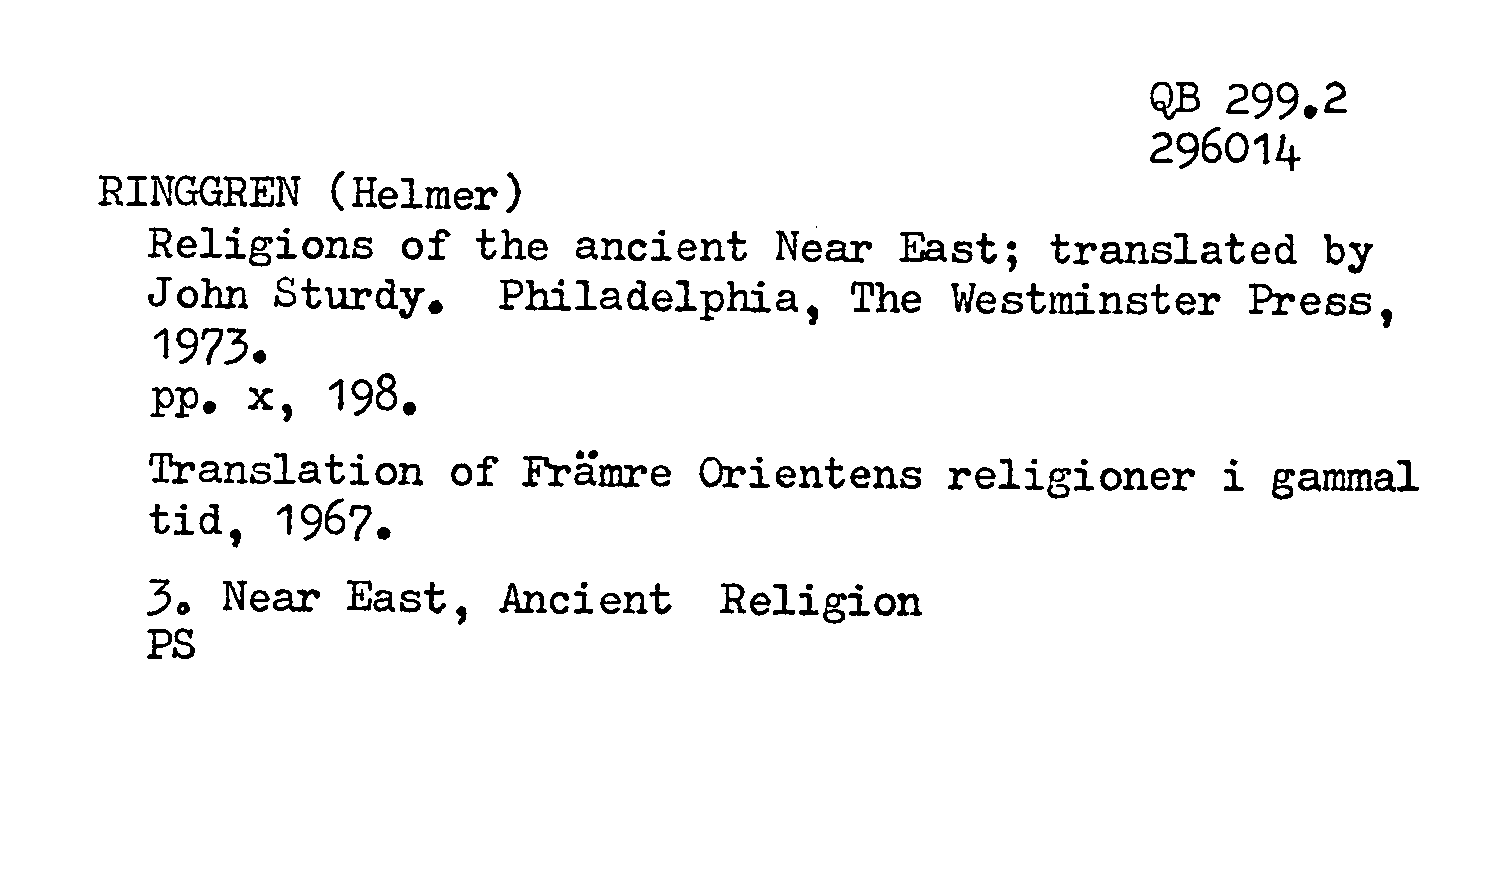 QB 299.2
296014
RINGGREN (Helmer)
Religions of the ancient Near East; translated by
John Sturdy. Philadelphia, The Westminster Press,
1973.
pp. x, 198.
Translation of Främre Orientens religioner i gammal
tid, 1967.
3. Near East, Ancient Religion
PS